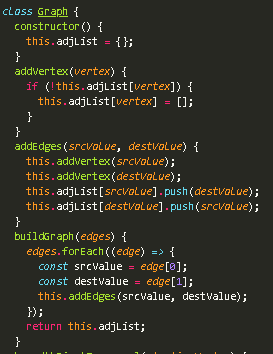 class Graph {
  constructor() {
    this.adjList = {};
  }
  addVertex(vertex) {
    if (!this.adjList[vertex]) {
      this.adjList[vertex] = [];
    }
  }
  addEdges(srcValue, destValue) {
    this.addVertex(srcValue);
    this.addVertex(destValue);
    this.adjList[srcValue].push(destValue);
    this.adjList[destValue].push(srcValue);
  }
  buildGraph(edges) {
    edges.forEach((edge) => {
      const srcValue = edge[0];
      const destValue = edge[1];
      this.addEdges(srcValue, destValue);
    });
    return this.adjList;
  }